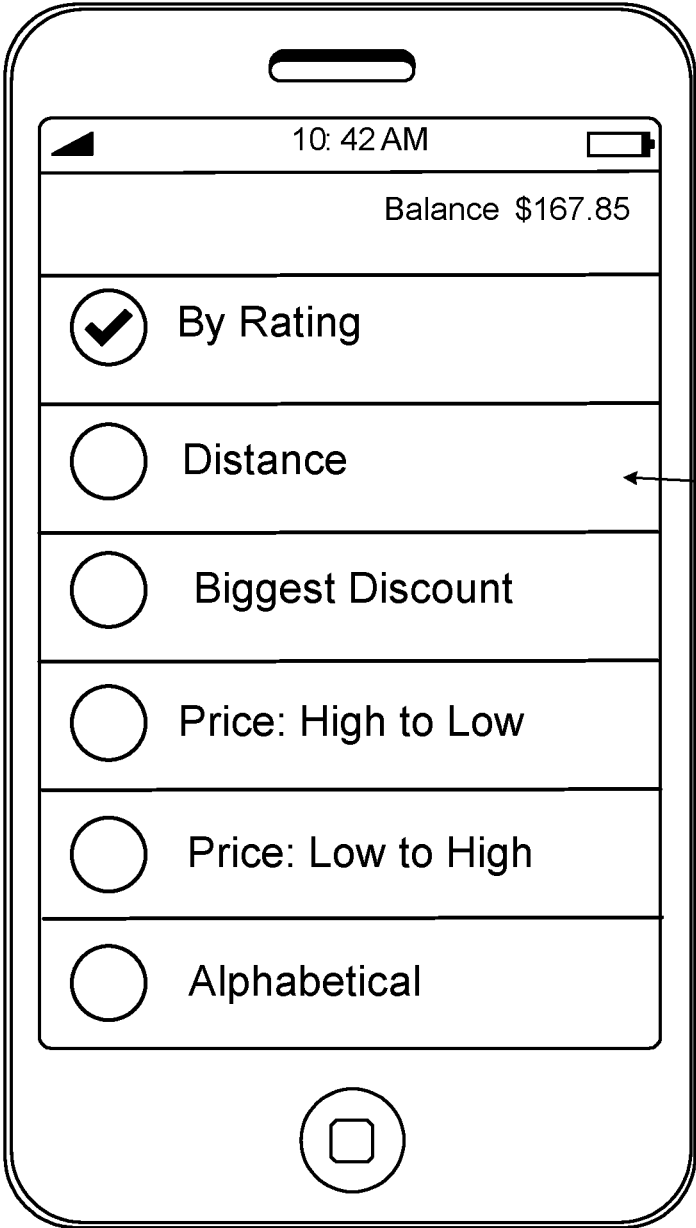 10: 42 AM
Balance $167.85
By Rating
Distance
Biggest Discount
Price: High to Low
Price: Low to High
Alphabetical